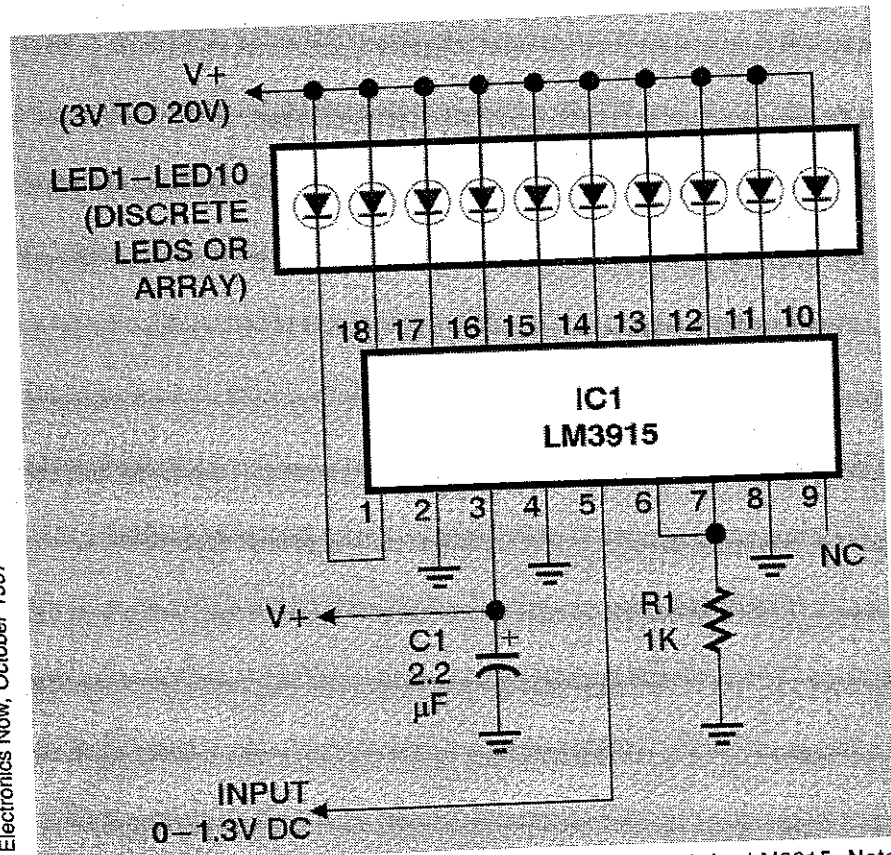 V+
(3V TO 20V)
LED1–LED10
(DISCRETE
LEDS OR
ARRAY)
18 17 16 15 14 13 12 11 10
IC1
LM3915
1 2 3 4 5 6 7 8 9
NC
V+
C1
2.2
µF
+
R1
1K
INPUT
0–1.3V DC
Electronics Now, October
LM3915. Note